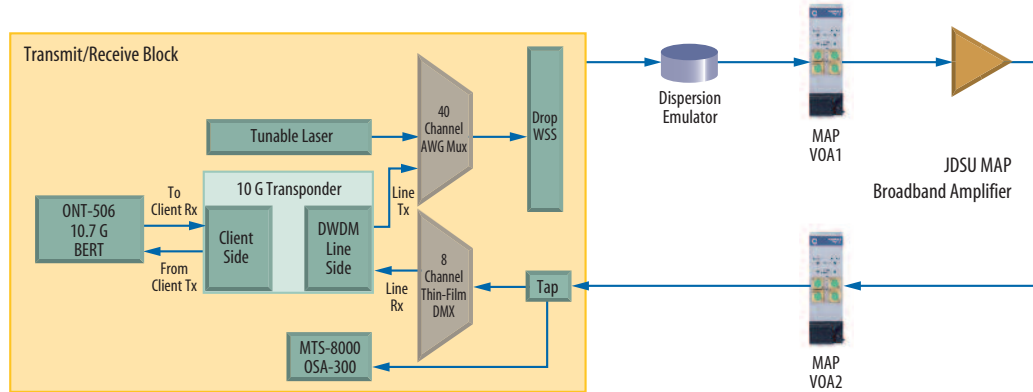 Transmit/Receive Block
Tunable Laser
40
Channel
AWG Mux
Drop
WSS
Dispersion
Emulator
MAP
VOA1
JDSU MAP
Broadband Amplifier
10 G Transponder
Line
Tx
To
Client Rx
ONT-506
10.7 G
BERT
From
Client Tx
Client
Side
DWDM
Line
Side
Line
Rx
8
Channel
Thin-Film
DMX
Tap
MTS-8000
OSA-300
MAP
VOA2